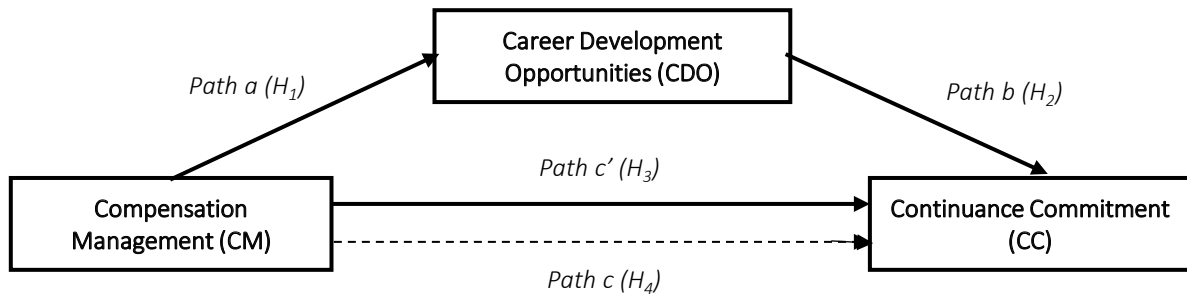 Career Development
Opportunities (CDO)
Path a (H₁)
Path b (H₂)
Path c’ (H₃)
Compensation
Management (CM)
Continuance Commitment
(CC)
Path c (H₄)